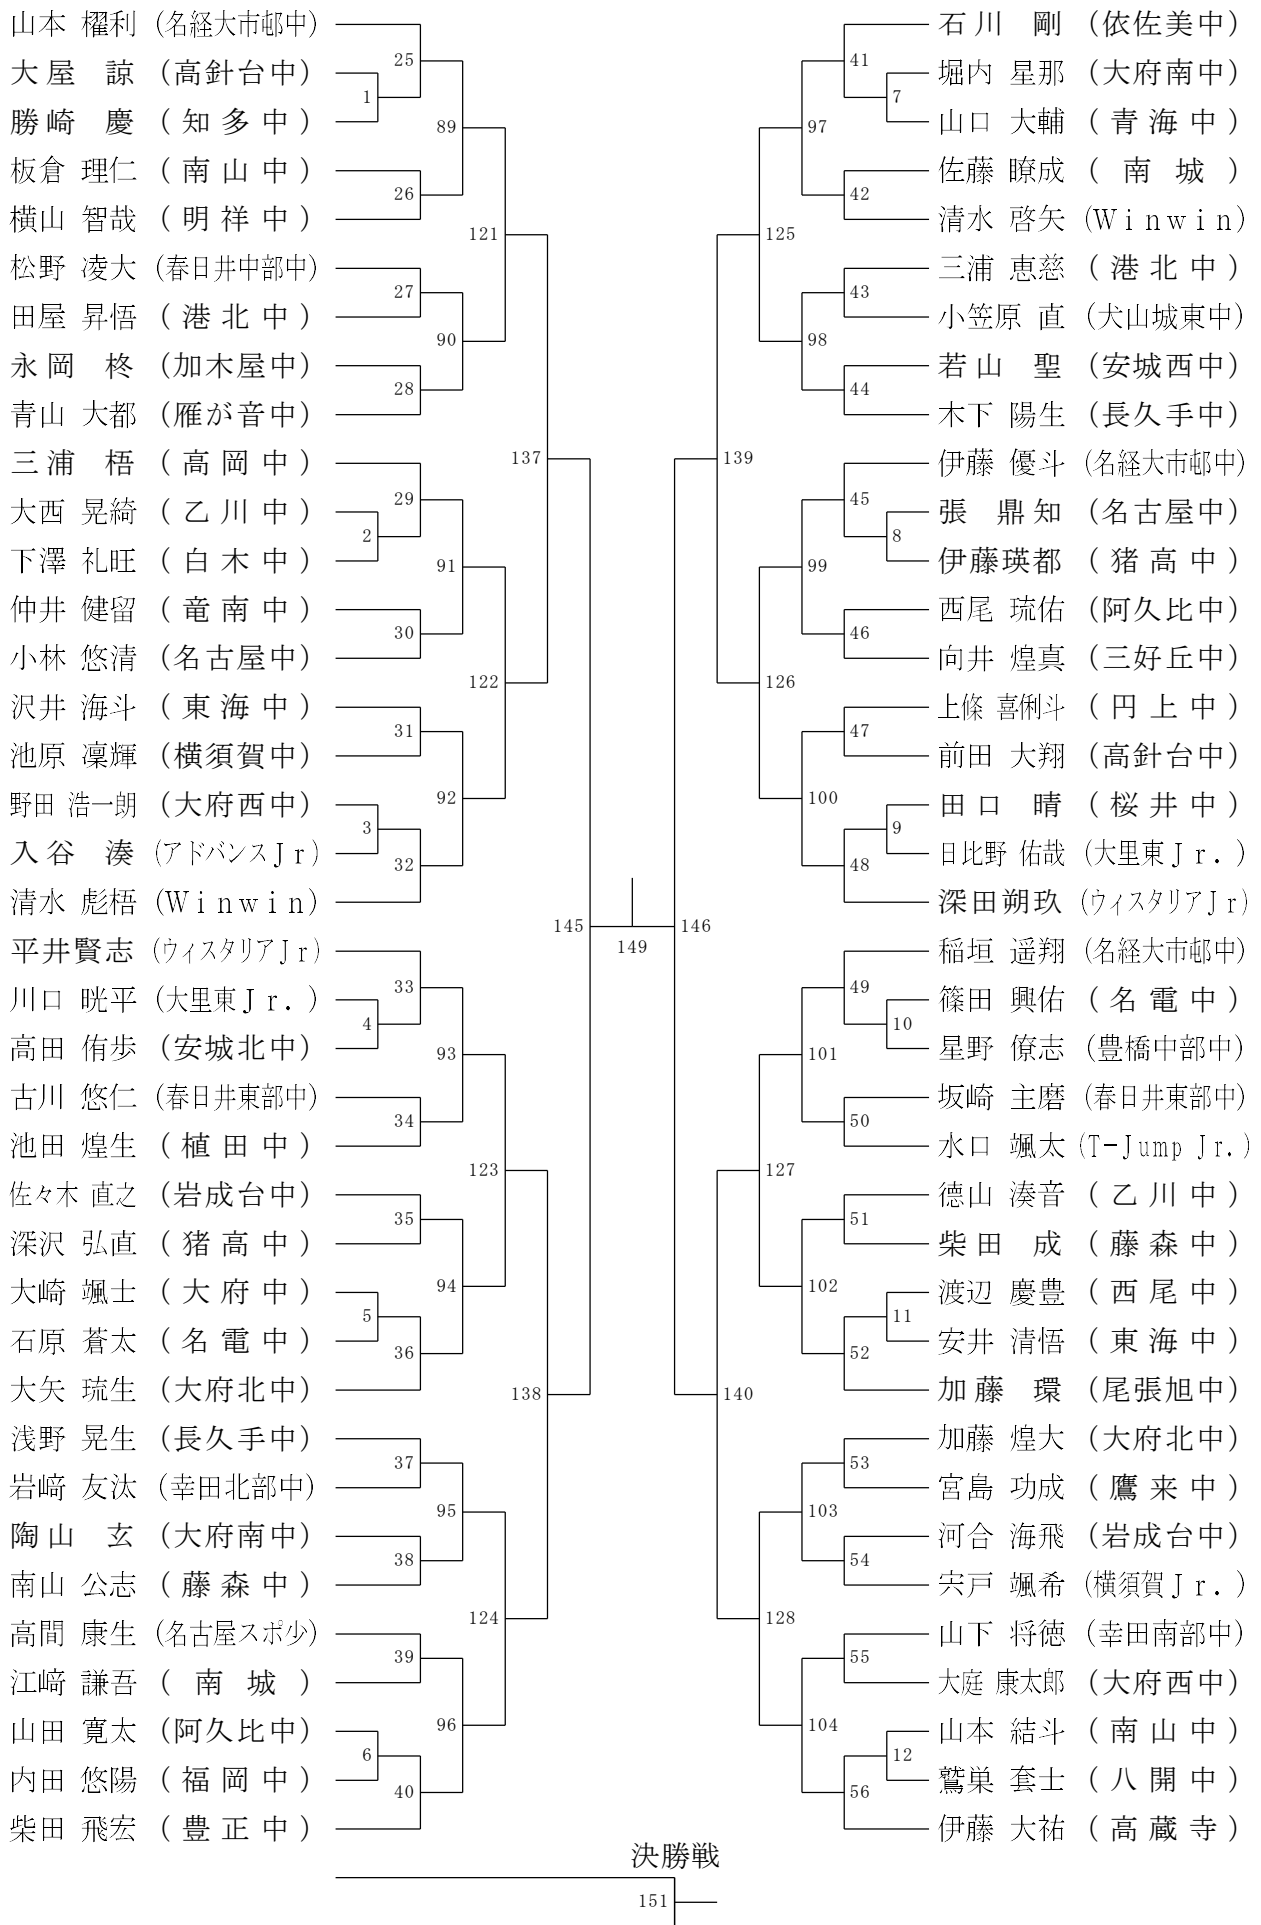 山本 櫂利 (名経大市邨中)
大屋 諒 (高針台中)
勝崎 慶 (知多中)
板倉 理仁 (南山中)
横山 智哉 (明祥中)
松野 凌大 (春日井中部中)
田屋 昇悟 (港北中)
永岡 柊 (加木屋中)
青山 大都 (雁が音中)
三浦 梧 (高岡中)
大西 晃綺 (乙川中)
下澤 礼旺 (白木中)
仲井 健留 (竜南中)
小林 悠清 (名古屋中)
沢井 海斗 (東海中)
池原 凜輝 (横須賀中)
野田 浩一朗 (大府西中)
入谷 湊 (アドバンスJr)
清水 彪梧 (Winwin)
平井賢志 (ウィスタリアJr)
川口 晄平 (大里東Jr.)
高田 侑歩 (安城北中)
古川 悠仁 (春日井東部中)
池田 煌生 (植田中)
佐々木 直之 (岩成台中)
深沢 弘直 (猪高中)
大崎 颯士 (大府中)
石原 蒼太 (名電中)
大矢 琉生 (大府北中)
浅野 晃生 (長久手中)
岩﨑 友汰 (幸田北部中)
陶山 玄 (大府南中)
南山 公志 (藤森中)
高間 康生 (名古屋スポ少)
江﨑 謙吾 (南城)
山田 寛太 (阿久比中)
内田 悠陽 (福岡中)
柴田 飛宏 (豊正中)
1
2
3
4
5
6
25
26
27
28
29
30
31
32
33
34
35
36
37
38
39
40
89
90
91
92
93
94
95
96
121
122
123
124
137
138
145
149
146
139
140
125
126
127
128
97
98
99
100
101
102
103
104
41
42
43
44
45
46
47
48
49
50
51
52
53
54
55
56
7
8
9
10
11
12
石川 剛 (依佐美中)
堀内 星那 (大府南中)
山口 大輔 (青海中)
佐藤 瞭成 (南城)
清水 啓矢 (Winwin)
三浦 恵慈 (港北中)
小笠原 直 (犬山城東中)
若山 聖 (安城西中)
木下 陽生 (長久手中)
伊藤 優斗 (名経大市邨中)
張 鼎知 (名古屋中)
伊藤瑛都 (猪高中)
西尾 琉佑 (阿久比中)
向井 煌真 (三好丘中)
上條 喜俐斗 (円上中)
前田 大翔 (高針台中)
田口 晴 (桜井中)
日比野 佑哉 (大里東Jr.)
深田朔玖 (ウィスタリアJr)
稲垣 遥翔 (名経大市邨中)
篠田 興佑 (名電中)
星野 僚志 (豊橋中部中)
坂崎 主磨 (春日井東部中)
水口 颯太 (T-Jump Jr.)
德山 湊音 (乙川中)
柴田 成 (藤森中)
渡辺 慶豊 (西尾中)
安井 清悟 (東海中)
加藤 環 (尾張旭中)
加藤 煌大 (大府北中)
宮島 功成 (鷹来中)
河合 海飛 (岩成台中)
宍戸 颯希 (横須賀Jr.)
山下 将徳 (幸田南部中)
大庭 康太郎 (大府西中)
山本 結斗 (南山中)
鷲巣 套士 (八開中)
伊藤 大祐 (高蔵寺)
決勝戦
151